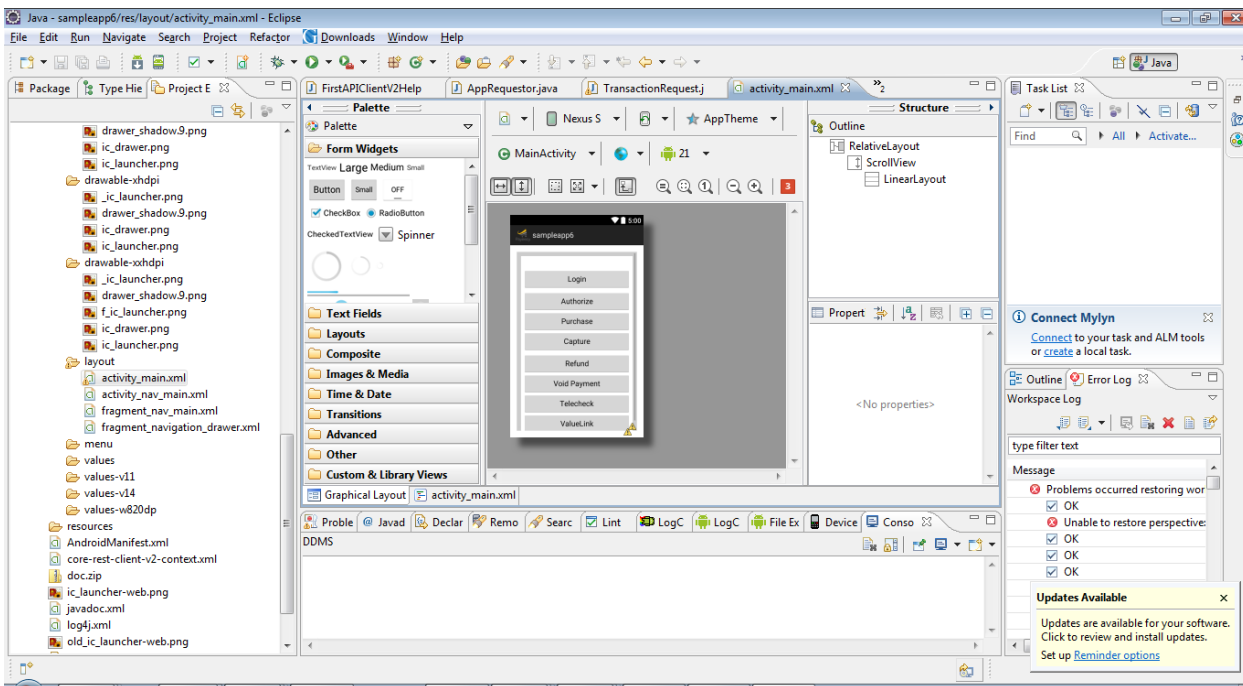 Java - sampleapp6/res/layout/activity_main.xml - Eclipse
File Edit Run Navigate Search Project Refactor Downloads Window Help
Java
Package Type Hie Project E
drawer_shadow.9.png
ic_drawer.png
ic_launcher.png
drawable-xhdpi
_ic_launcher.png
drawer_shadow.9.png
ic_drawer.png
ic_launcher.png
drawable-xxhdpi
_ic_launcher.png
drawer_shadow.9.png
f_ic_launcher.png
ic_drawer.png
ic_launcher.png
layout
activity_main.xml
activity_nav_main.xml
fragment_nav_main.xml
fragment_navigation_drawer.xml
menu
values
values-v11
values-v14
values-w820dp
resources
AndroidManifest.xml
core-rest-client-v2-context.xml
doc.zip
ic_launcher-web.png
javadoc.xml
log4j.xml
old_ic_launcher-web.png
FirstAPIClientV2Help AppRequestor.java TransactionRequest.j activity_main.xml »2
Palette
Palette
Form Widgets
TextView Large Medium Small
Button Small OFF
CheckBox RadioButton
CheckedTextView Spinner
Text Fields
Layouts
Composite
Images & Media
Time & Date
Transitions
Advanced
Other
Custom & Library Views
Graphical Layout activity_main.xml
Nexus S AppTheme
MainActivity 21
3
5:00
sampleapp6
Login
Authorize
Purchase
Capture
Refund
Void Payment
Telecheck
ValueLink
Structure
Outline
RelativeLayout
ScrollView
LinearLayout
Propert
<No properties>
Proble Javad Declar Remo Searc Lint LogC LogC File Ex Device Conso
DDMS
Task List
Find All Activate...
Connect Mylyn
Connect to your task and ALM tools
or create a local task.
Outline Error Log
Workspace Log
type filter text
Message
Problems occurred restoring wor
OK
Unable to restore perspective:
OK
OK
OK
Updates Available
Updates are available for your software.
Click to review and install updates.
Set up Reminder options